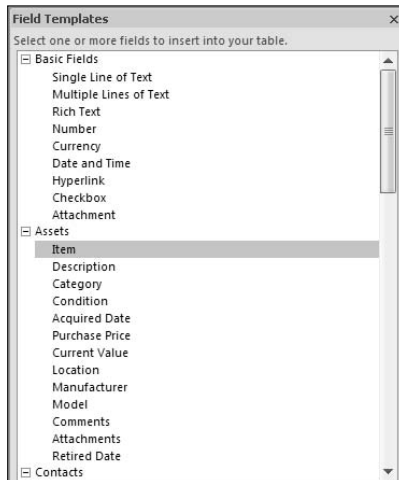 Field Templates
Select one or more fields to insert into your table.
Basic Fields
Single Line of Text
Multiple Lines of Text
Rich Text
Number
Currency
Date and Time
Hyperlink
Checkbox
Attachment
Assets
Item
Description
Category
Condition
Acquired Date
Purchase Price
Current Value
Location
Manufacturer
Model
Comments
Attachments
Retired Date
Contacts